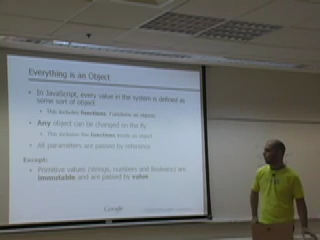 Everything is an Object
• In JavaScript, every value in the system is defined as
some sort of object
• This includes functions. Functions as objects
• Any object can be changed on the fly
• This includes the functions inside an object
• All parameters are passed by reference
Except:
• Primitive values (strings, numbers and Booleans) are
immutable and are passed by value
Google